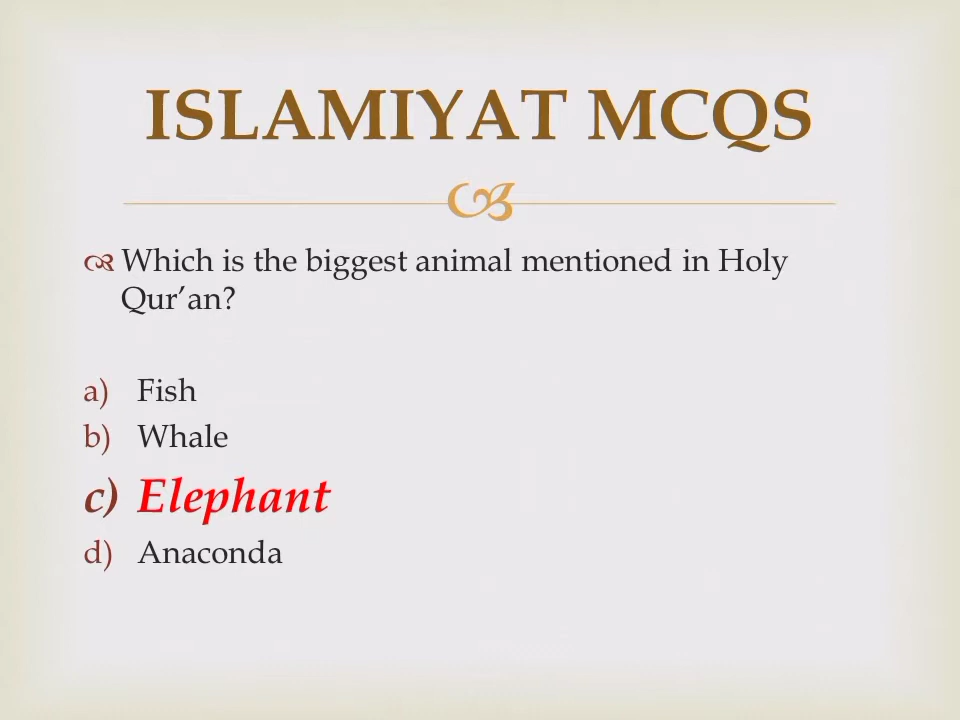 ISLAMIYAT MCQS
Which is the biggest animal mentioned in Holy
Qur’an?
a) Fish
b) Whale
c) Elephant
d) Anaconda